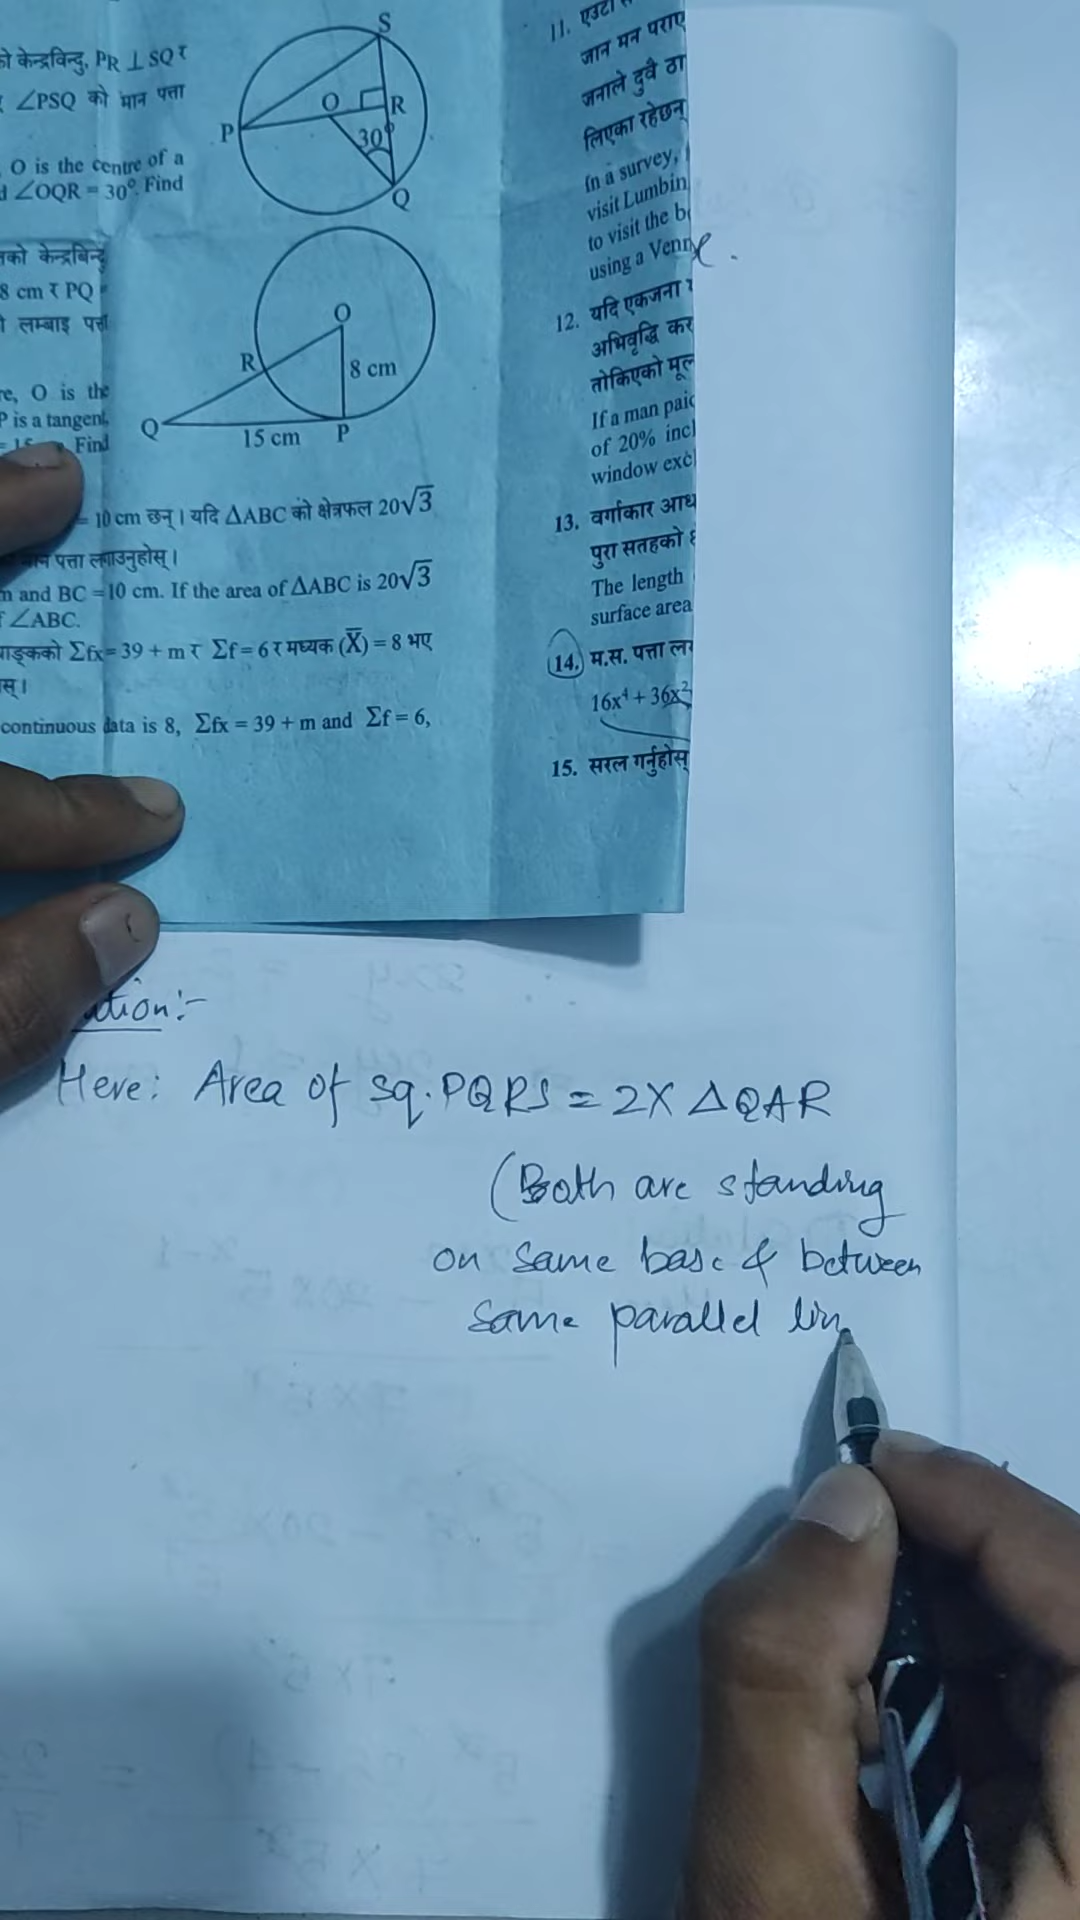 को केन्द्रविन्दु, PR ⊥ SQ र
∠PSQ को मान पत्ता
O is the centre of a
∠OQR = 30°. Find
S
O
R
P
30°
Q
को केन्द्रबिन्दु
8 cm र PQ
लम्बाइ पत्ता
re, O is the
P is a tangent,
Find
O
R
8 cm
Q
15 cm
P
= 10 cm छन् । यदि ΔABC को क्षेत्रफल 20√3
मान पत्ता लगाउनुहोस् ।
and BC = 10 cm. If the area of ΔABC is 20√3
∠ABC.
Σfx = 39 + m र Σf = 6 र मध्यक (X̅) = 8 भए
स् ।
continuous data is 8, Σfx = 39 + m and Σf = 6,
11. एउटा
जान मन पराए
जनाले दुवै ठा
लिएका रहेछन्
In a survey,
visit Lumbin
to visit the b
using a Venn
12. यदि एकजना
अभिवृद्धि कर
तोकिएको मूल
If a man paid
of 20% incl
window exc
13. वर्गाकार आध
पुरा सतहको
The length
surface area
14. म.स. पत्ता ल
16x⁴ + 36x²
15. सरल गर्नुहोस्
ution:-
Here: Area of sq. PQRS = 2X ΔQAR
(Both are standing
on same base & between
same parallel lin